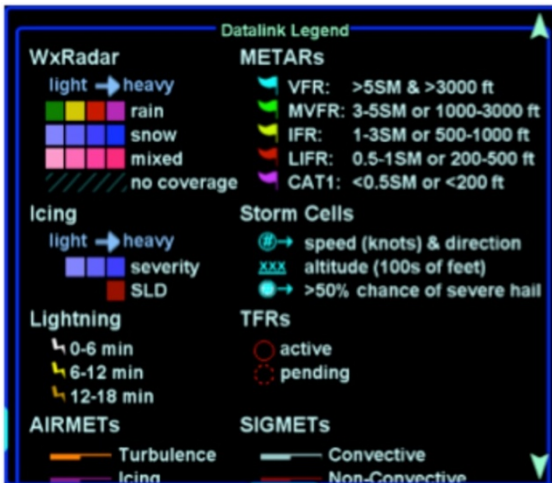 Datalink Legend
WxRadar
light heavy
rain
snow
mixed
no coverage
METARs
VFR: >5SM & >3000 ft
MVFR: 3-5SM or 1000-3000 ft
IFR: 1-3SM or 500-1000 ft
LIFR: 0.5-1SM or 200-500 ft
CAT1: <0.5SM or <200 ft
Icing
light heavy
severity
SLD
Storm Cells
# speed (knots) & direction
xxx altitude (100s of feet)
>50% chance of severe hail
Lightning
0-6 min
6-12 min
12-18 min
TFRs
active
pending
AIRMETs
Turbulence
Icing
SIGMETs
Convective
Non-Convective